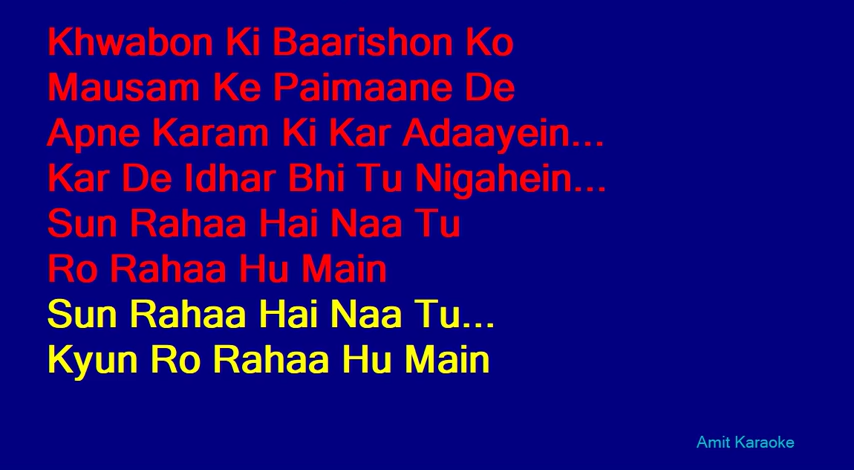 Khwabon Ki Baarishon Ko
Mausam Ke Paimaane De
Apne Karam Ki Kar Adaayein...
Kar De Idhar Bhi Tu Nigahein...
Sun Rahaa Hai Naa Tu
Ro Rahaa Hu Main
Sun Rahaa Hai Naa Tu...
Kyun Ro Rahaa Hu Main
Amit Karaoke